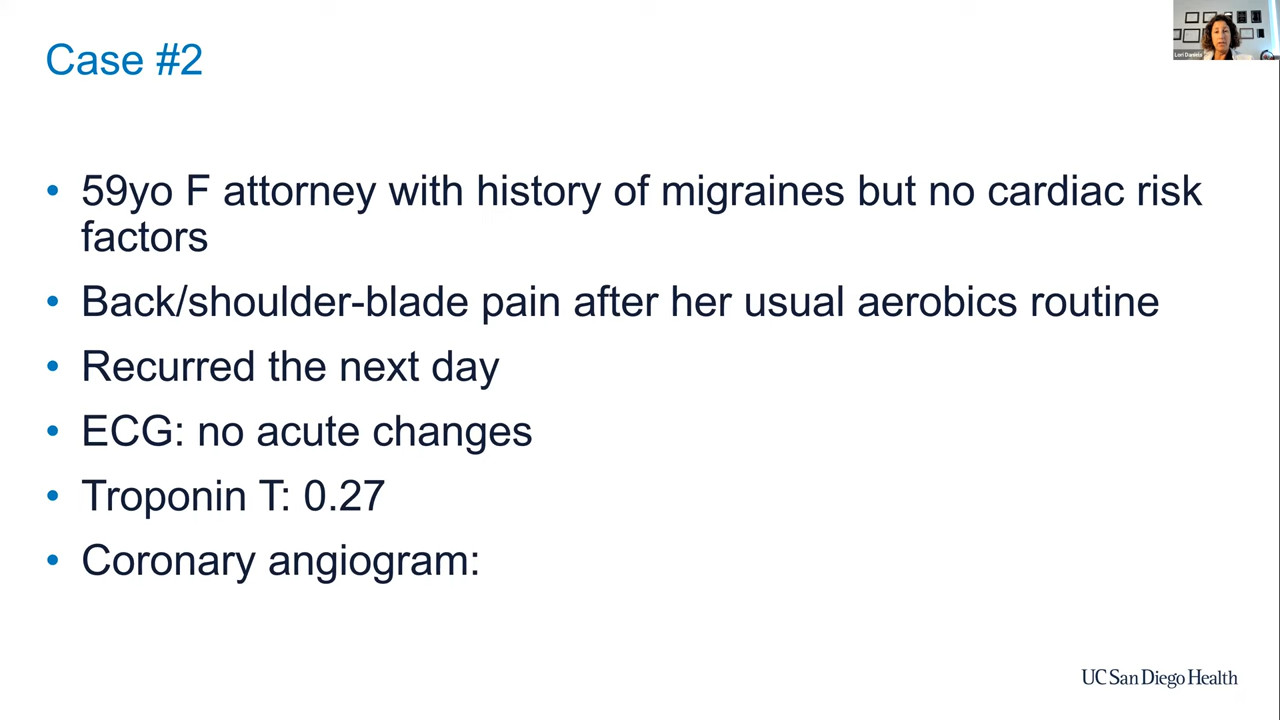 Case #2
Lori Daniels
• 59yo F attorney with history of migraines but no cardiac risk
factors
• Back/shoulder-blade pain after her usual aerobics routine
• Recurred the next day
• ECG: no acute changes
• Troponin T: 0.27
• Coronary angiogram:
UC San Diego Health